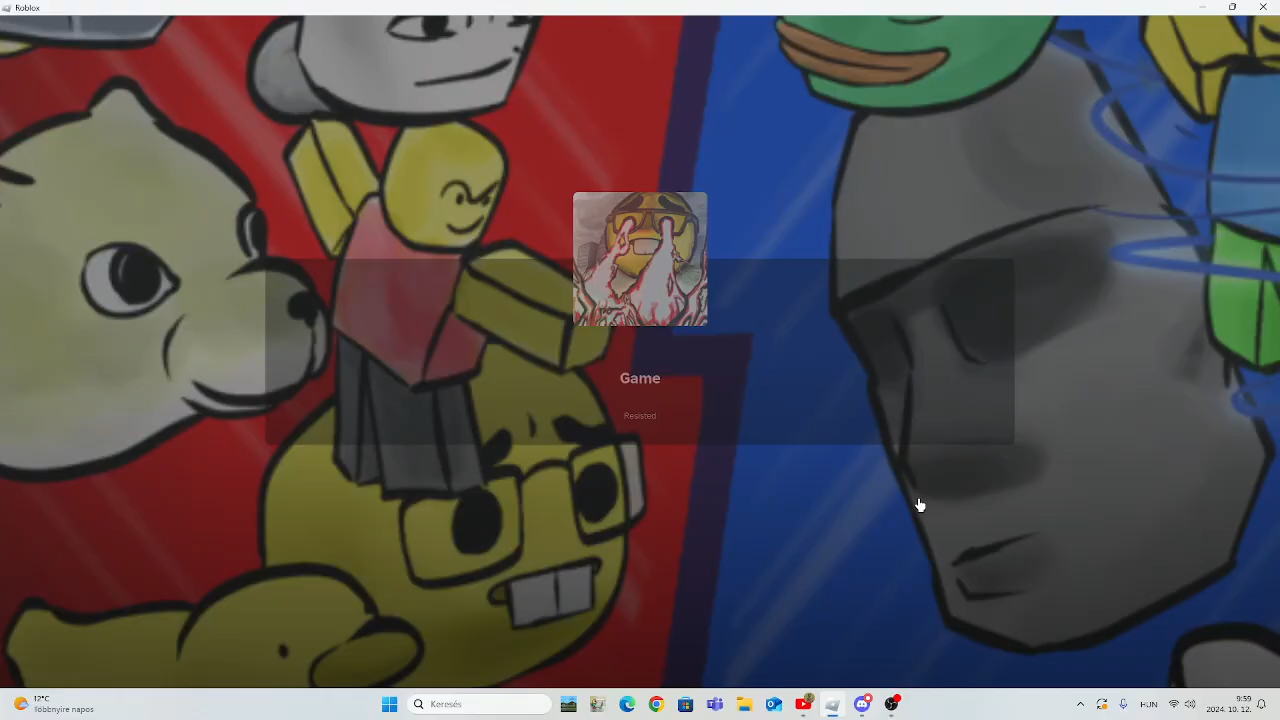 Roblox
Game
Resisted
12°C
Többnyire napos
Keresés
HUN
9:59
2024. 10. 12.